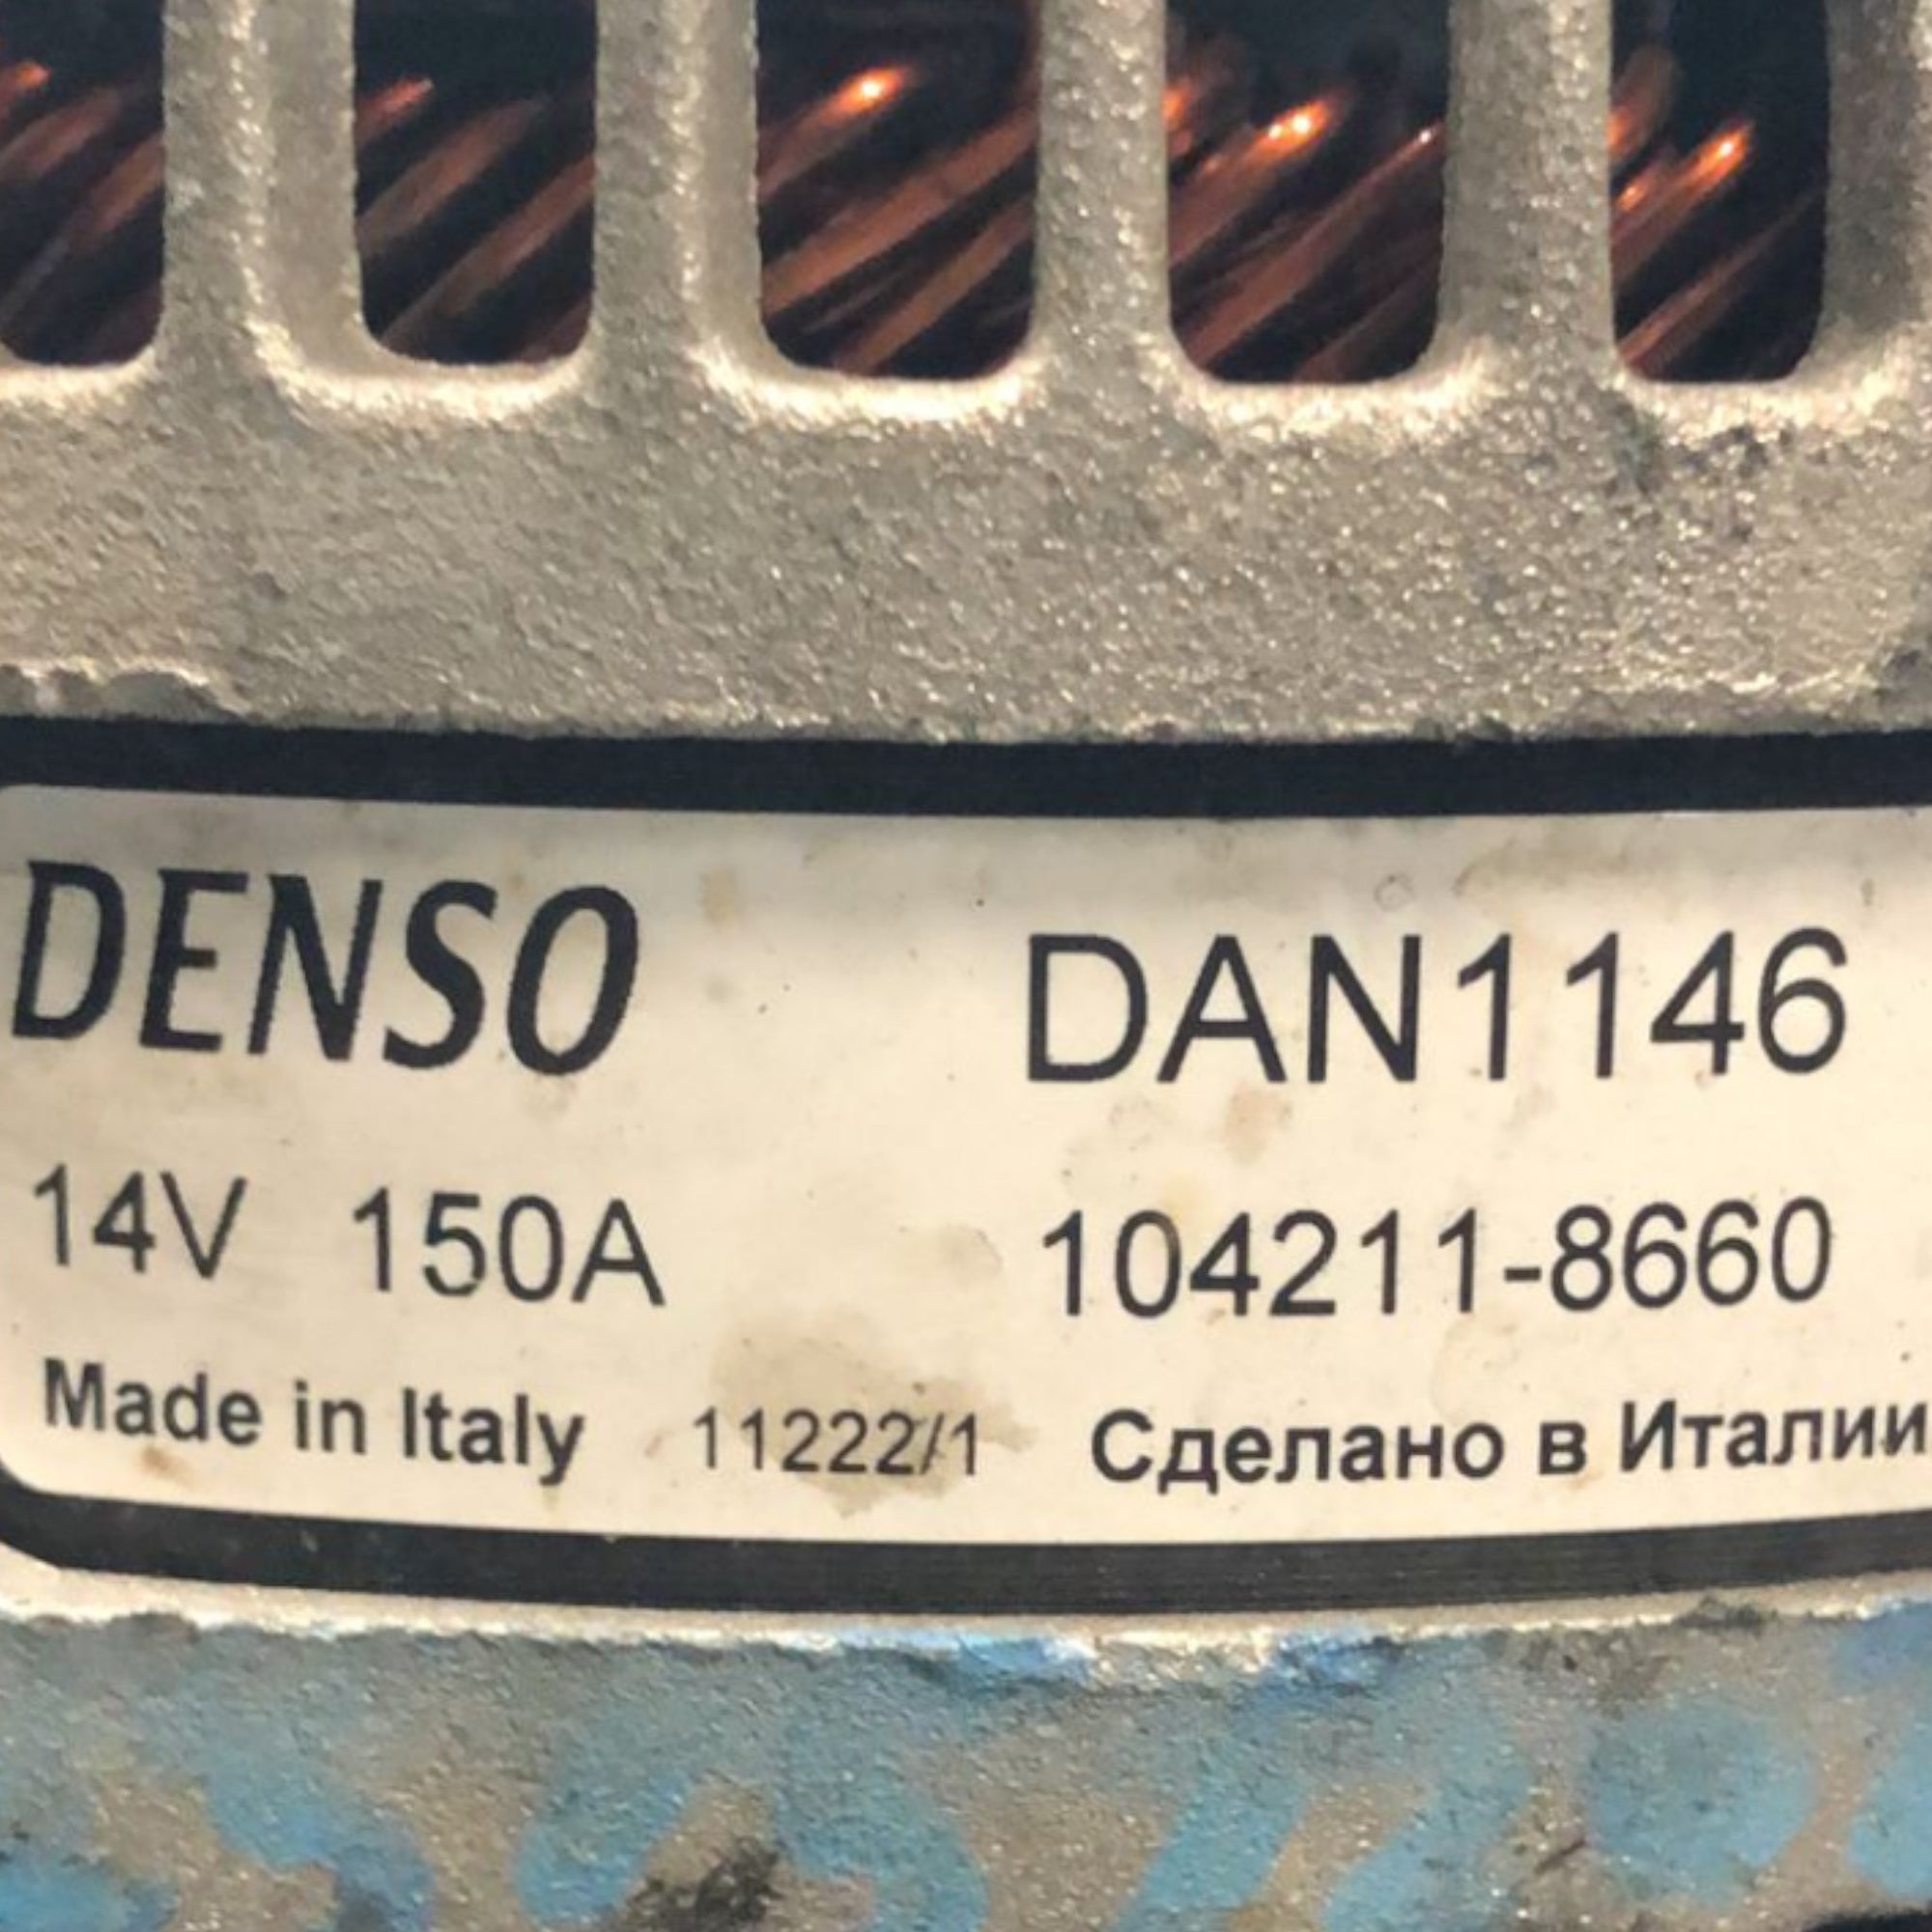 DENSO DAN1146
14V 150A 104211-8660
Made in Italy 11222/1 Сделано в Италии